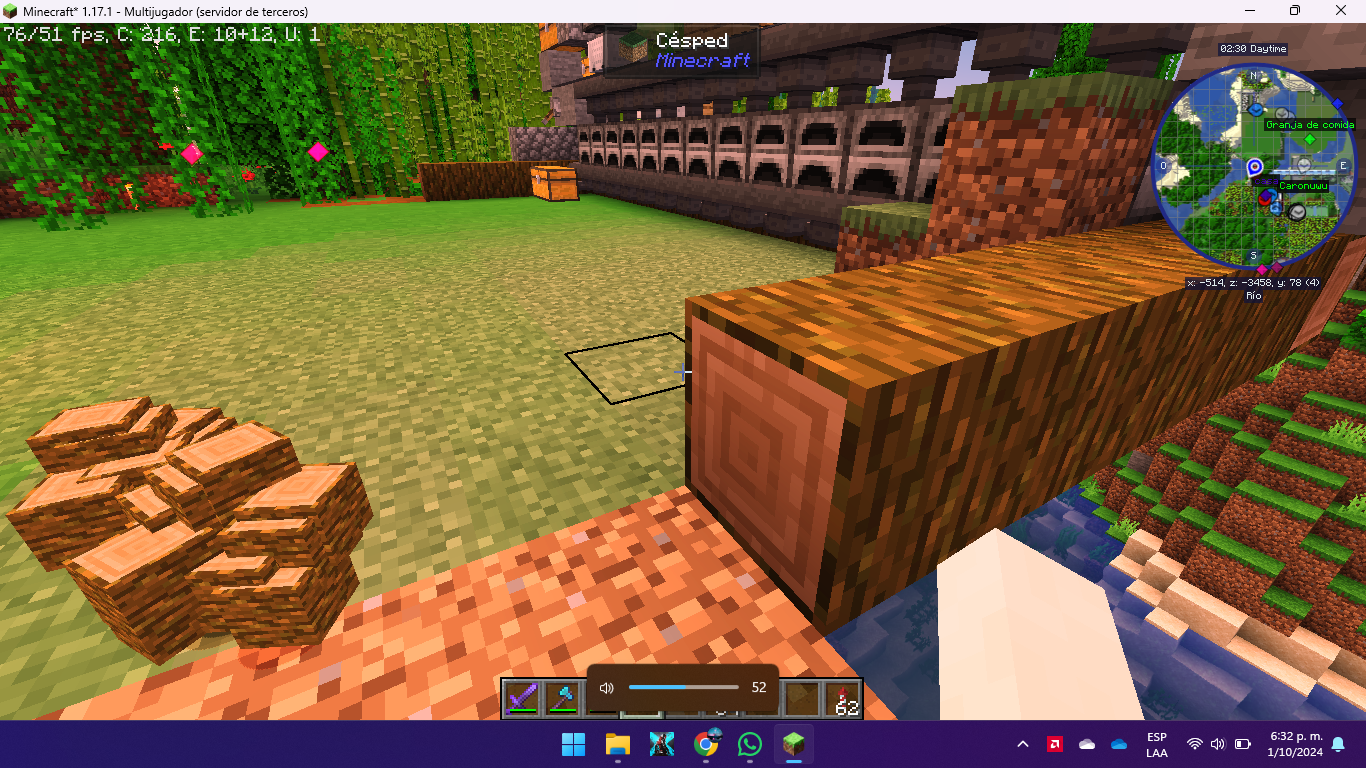 Minecraft* 1.17.1 - Multijugador (servidor de terceros)
76/51 fps, C: 216, E: 10+12, U: 1
Césped
Minecraft
02:30 Daytime
N
Granja de comida
O
E
Caronuwu
S
x: -514, z: -3458, y: 78 (4)
Río
52
62
ESP
LAA
6:32 p. m.
1/10/2024